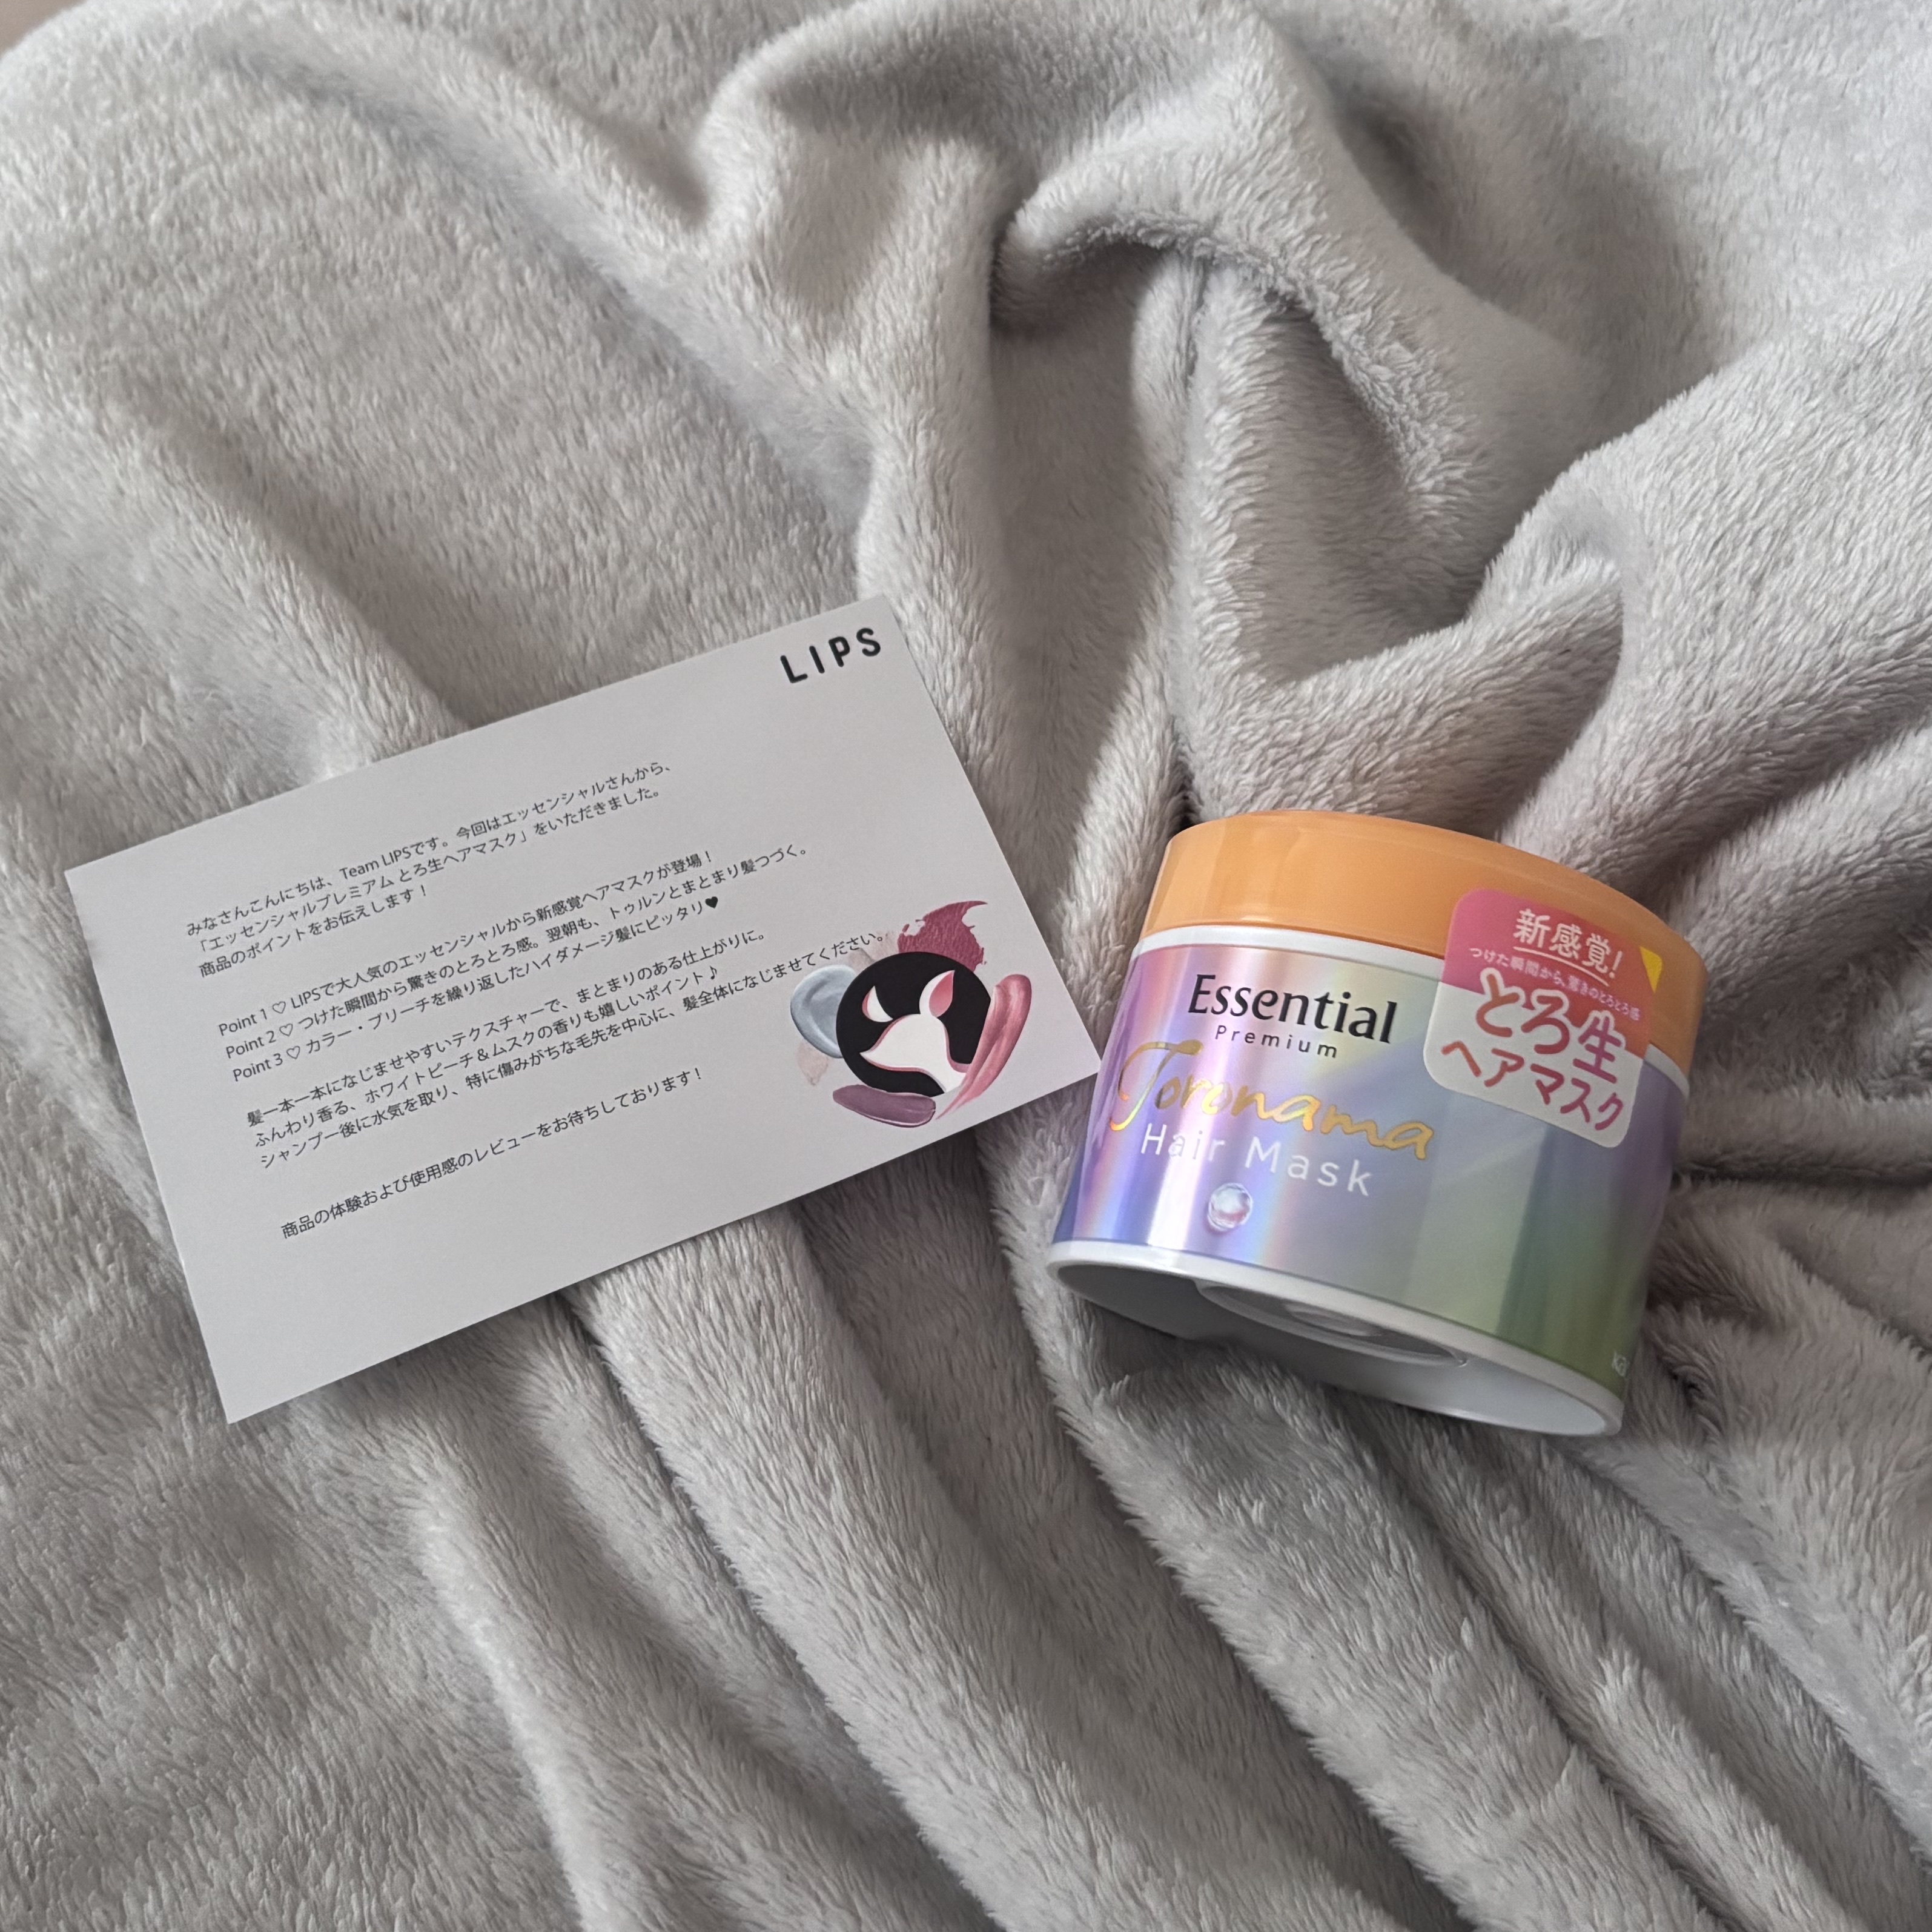 LIPS
みなさんこんにちは、Team LIPSです。今回はエッセンシャルさんから、
「エッセンシャルプレミアム とろ生ヘアマスク」をいただきました。
商品のポイントをお伝えします！
Point 1 ♡ LIPSで大人気のエッセンシャルから新感覚ヘアマスクが登場！
Point 2 ♡ つけた瞬間から驚きのとろとろ感。翌朝も、トゥルンとまとまり髪つづく。
Point 3 ♡ カラー・ブリーチを繰り返したハイダメージ髪にピッタリ♥
髪一本一本になじませやすいテクスチャーで、まとまりのある仕上がりに。
ふんわり香る、ホワイトピーチ＆ムスクの香りも嬉しいポイント♪
シャンプー後に水気を取り、特に傷みがちな毛先を中心に、髪全体になじませてください。
商品の体験および使用感のレビューをお待ちしております！
Essential
Premium
Toronama
Hair Mask
新感覚！
つけた瞬間から、驚きのとろとろ感
とろ生
ヘアマスク